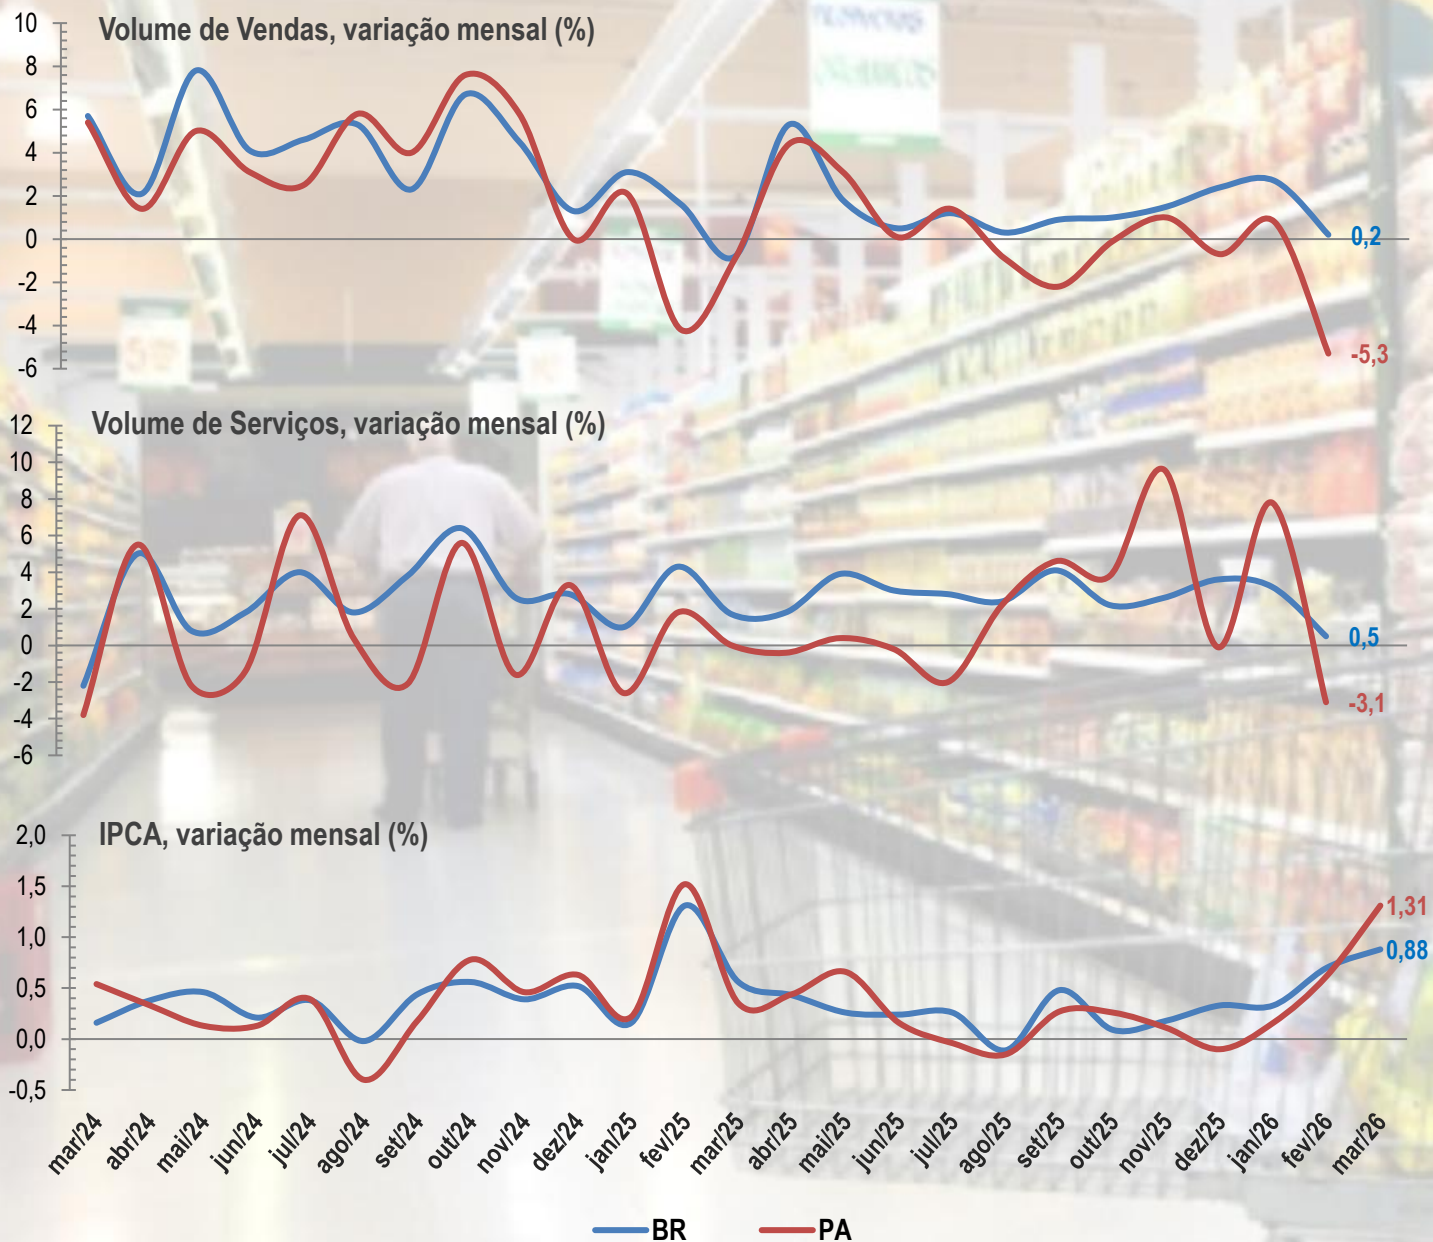 Volume de Vendas, variação mensal (%)
10
8
6
4
2
0
-2
-4
-6
0,2
-5,3
Volume de Serviços, variação mensal (%)
12
10
8
6
4
2
0
-2
-4
-6
0,5
-3,1
IPCA, variação mensal (%)
2,0
1,5
1,0
0,5
0,0
-0,5
1,31
0,88
mar/24
abr/24
mai/24
jun/24
jul/24
ago/24
set/24
out/24
nov/24
dez/24
jan/25
fev/25
mar/25
abr/25
mai/25
jun/25
jul/25
ago/25
set/25
out/25
nov/25
dez/25
jan/26
fev/26
mar/26
BR
PA